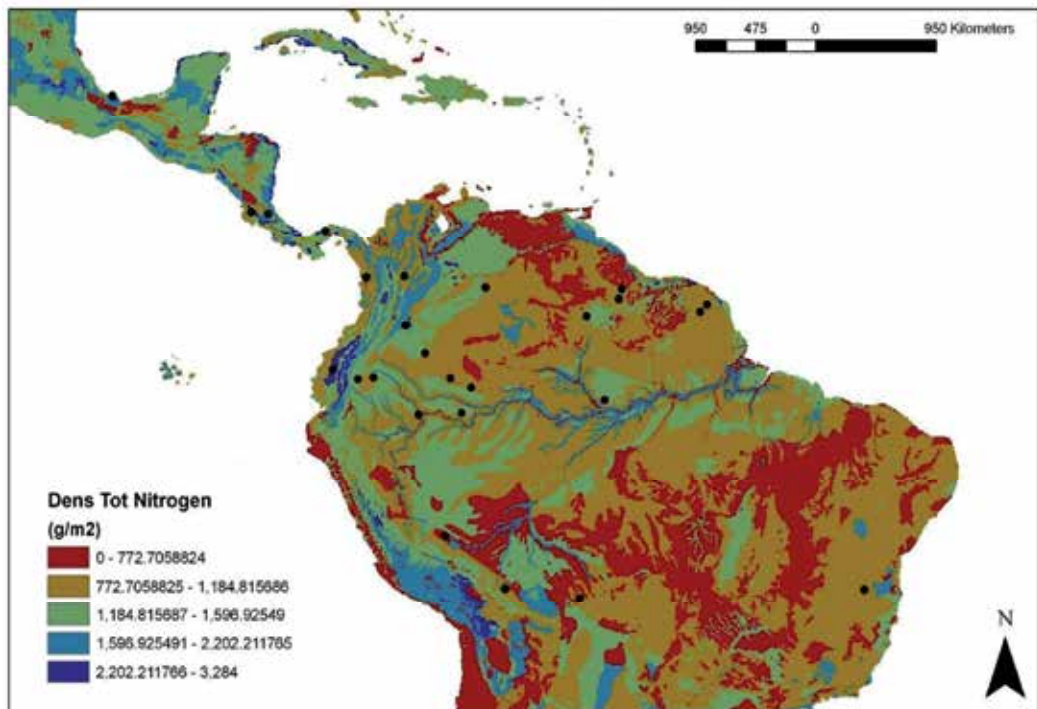 950 475 0 950 Kilometers
Dens Tot Nitrogen
(g/m2)
0 - 772.7058824
772.7058825 - 1,184.815686
1,184.815687 - 1,596.92549
1,596.925491 - 2,202.211765
2,202.211766 - 3,284
N